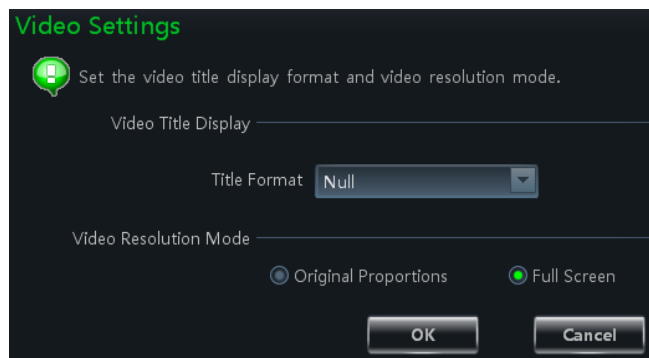 Video Settings
Set the video title display format and video resolution mode.
Video Title Display
Title Format Null
Video Resolution Mode
Original Proportions Full Screen
OK Cancel